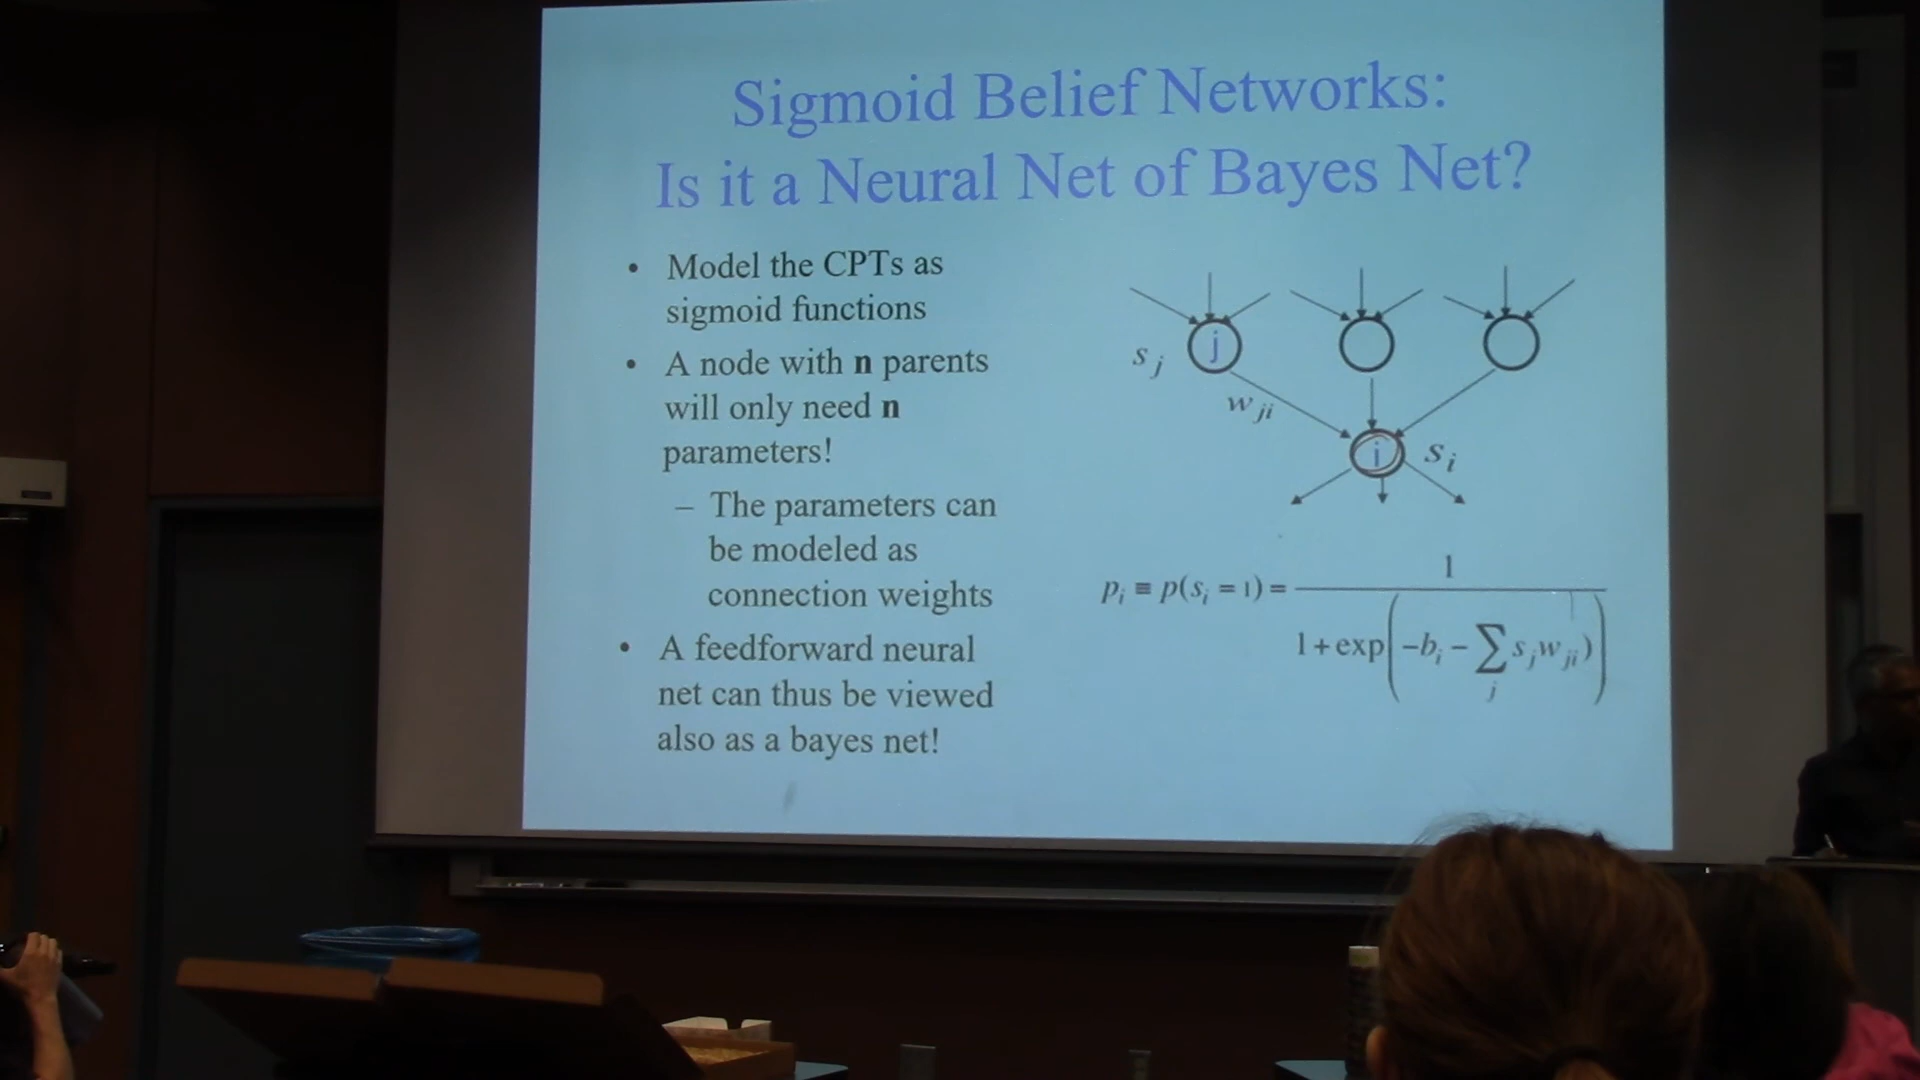 Sigmoid Belief Networks:
Is it a Neural Net of Bayes Net?
• Model the CPTs as
sigmoid functions
• A node with n parents
will only need n
parameters!
– The parameters can
be modeled as
connection weights
• A feedforward neural
net can thus be viewed
also as a bayes net!
s_j j
w_ji
i s_i
p_i ≡ p(s_i = 1) = 1 / (1 + exp(−b_i − ∑_j s_j w_ji))